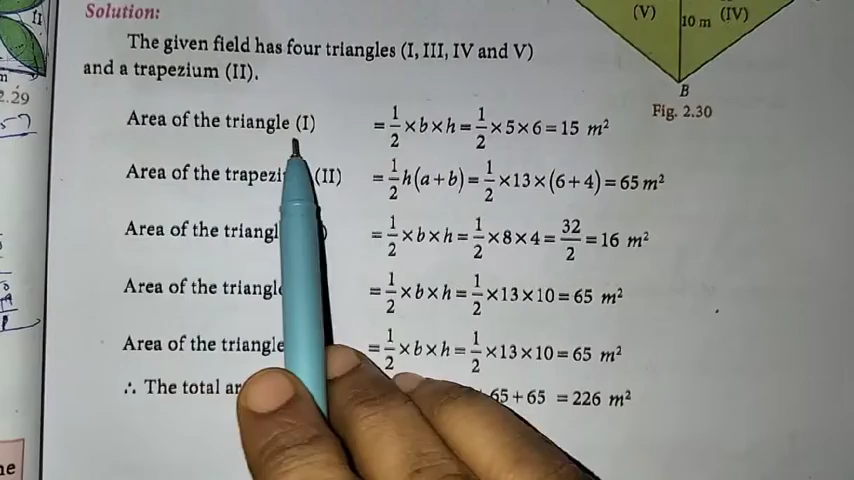 Solution:
(V)
10 m
(IV)
The given field has four triangles (I, III, IV and V)
and a trapezium (II).
B
Fig. 2.30
2.29
Area of the triangle (I) = 1/2 × b × h = 1/2 × 5 × 6 = 15 m²
Area of the (II) = 1/2 h(a + b) = 1/2 × 13 × (6 + 4) = 65 m²
Area of the = 1/2 × b × h = 1/2 × 8 × 4 = 32/2 = 16 m²
Area of the = 1/2 × b × h = 1/2 × 13 × 10 = 65 m²
Area of the triangle = 1/2 × b × h = 1/2 × 13 × 10 = 65 m²
∴ The total 65 + 65 = 226 m²